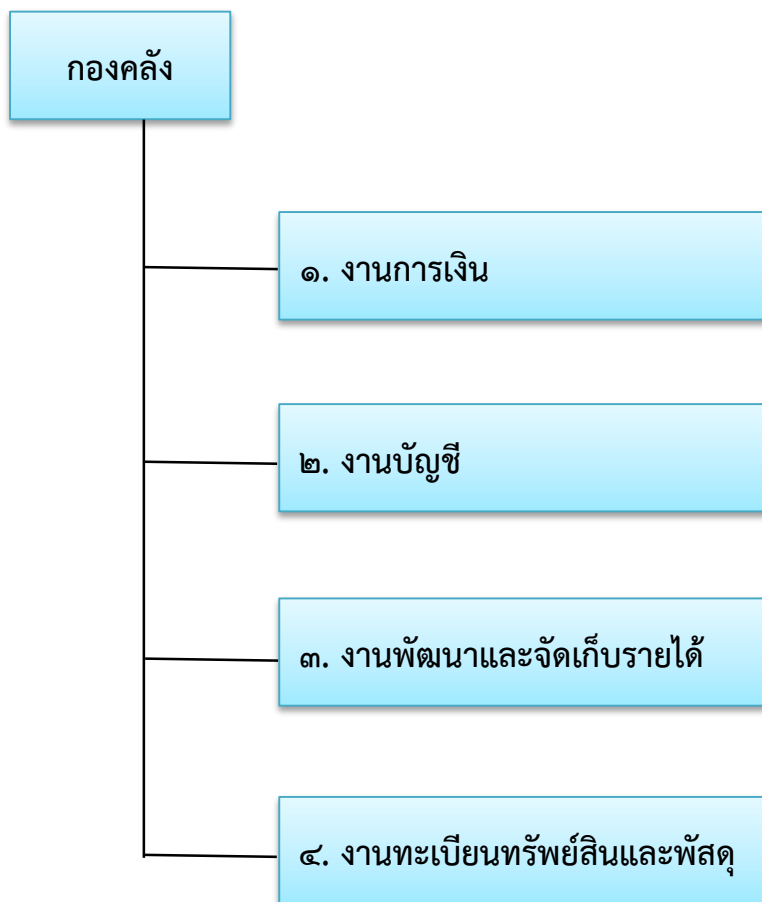 กองคลัง
๑. งานการเงิน
๒. งานบัญชี
๓. งานพัฒนาและจัดเก็บรายได้
๔. งานทะเบียนทรัพย์สินและพัสดุ